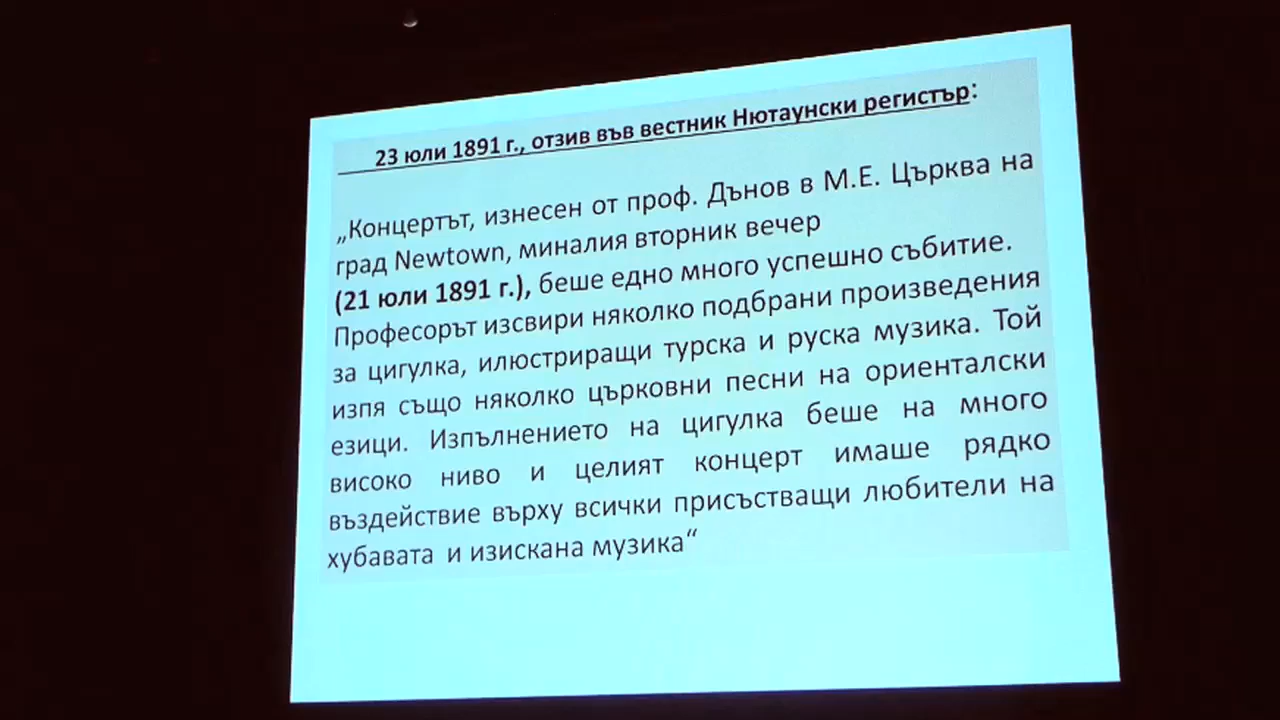 23 юли 1891 г., отзив във вестник Нютаунски регистър:
„Концертът, изнесен от проф. Дънов в М.Е. Църква на
град Newtown, миналия вторник вечер
(21 юли 1891 г.), беше едно много успешно събитие.
Професорът изсвири няколко подбрани произведения
за цигулка, илюстриращи турска и руска музика. Той
изпя също няколко църковни песни на ориенталски
езици. Изпълнението на цигулка беше на много
високо ниво и целият концерт имаше рядко
въздействие върху всички присъстващи любители на
хубавата и изискана музика“